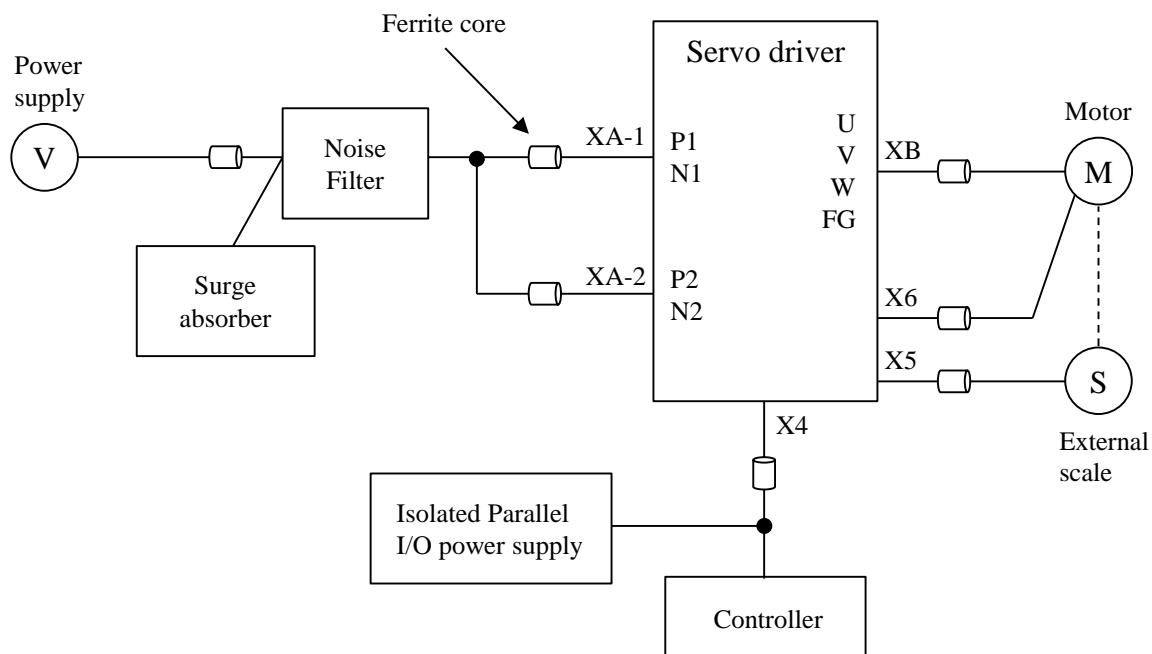 Ferrite core
Servo driver
Power
supply
V
Noise
Filter
XA-1
P1
N1
U
V
W
FG
XB
Motor
M
Surge
absorber
XA-2
P2
N2
X6
X5
S
External
scale
X4
Isolated Parallel
I/O power supply
Controller